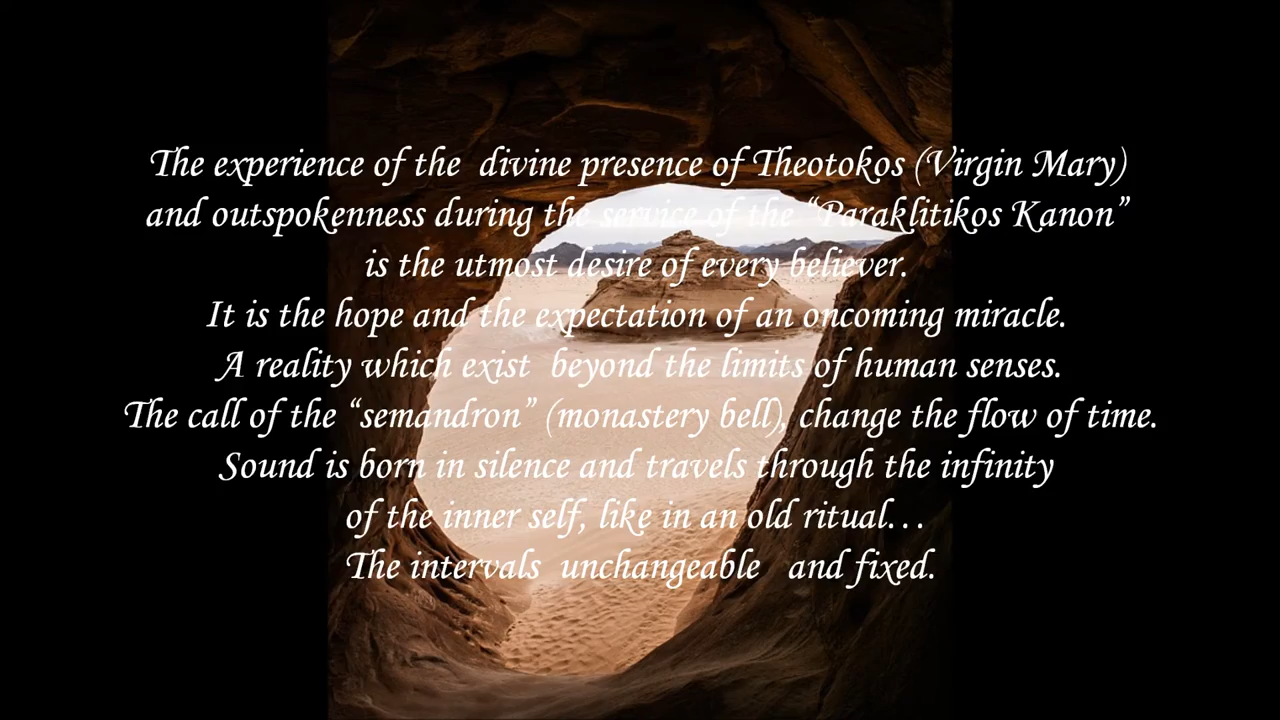 The experience of the divine presence of Theotokos (Virgin Mary)
and outspokenness during the service of the “Paraklitikos Kanon”
is the utmost desire of every believer.
It is the hope and the expectation of an oncoming miracle.
A reality which exist beyond the limits of human senses.
The call of the “semandron” (monastery bell), change the flow of time.
Sound is born in silence and travels through the infinity
of the inner self, like in an old ritual…
The intervals unchangeable and fixed.